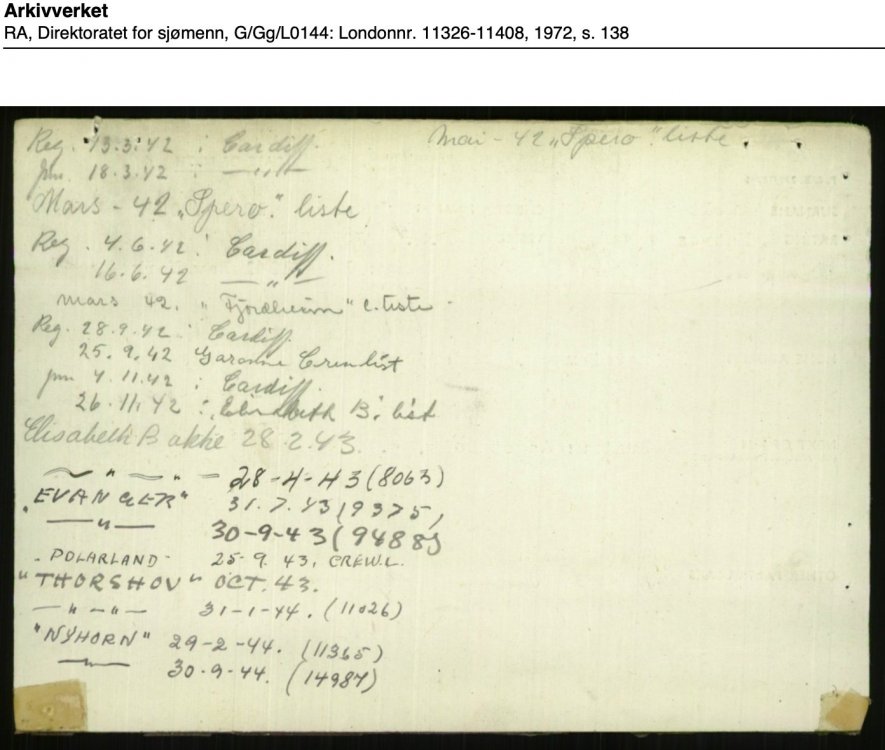 Arkivverket
RA, Direktoratet for sjømenn, G/Gg/L0144: Londonnr. 11326-11408, 1972, s. 138
Reg. 13.3.42 : Cardiff.
Mai - 42 „Spero". liste.
pm. 18.3.42 : —"—
Mars - 42 „Spero." liste
Reg. 4.6.42 : Cardiff.
16.6.42 —"—
mars 42. „Fjordheim" c. liste
Reg. 28.9.42 : Cardiff.
25.9.42 Garonne Crewlist
pm 4.11.42 : Cardiff.
26.11.42 : Elisabeth B. list
Elisabeth Bakke 28.2.43.
— " — " — 28-4-43 (8063)
„EVANGER" 31.7.43 (9375,
—"— 30-9-43 (9488)
"POLARLAND" 25.9.43, CREWL.
"THORSHOV" OCT. 43.
— " — " — 31-1-44. (11026)
"NYHORN" 29-2-44. (11365)
—"— 30.9-44. (14987)